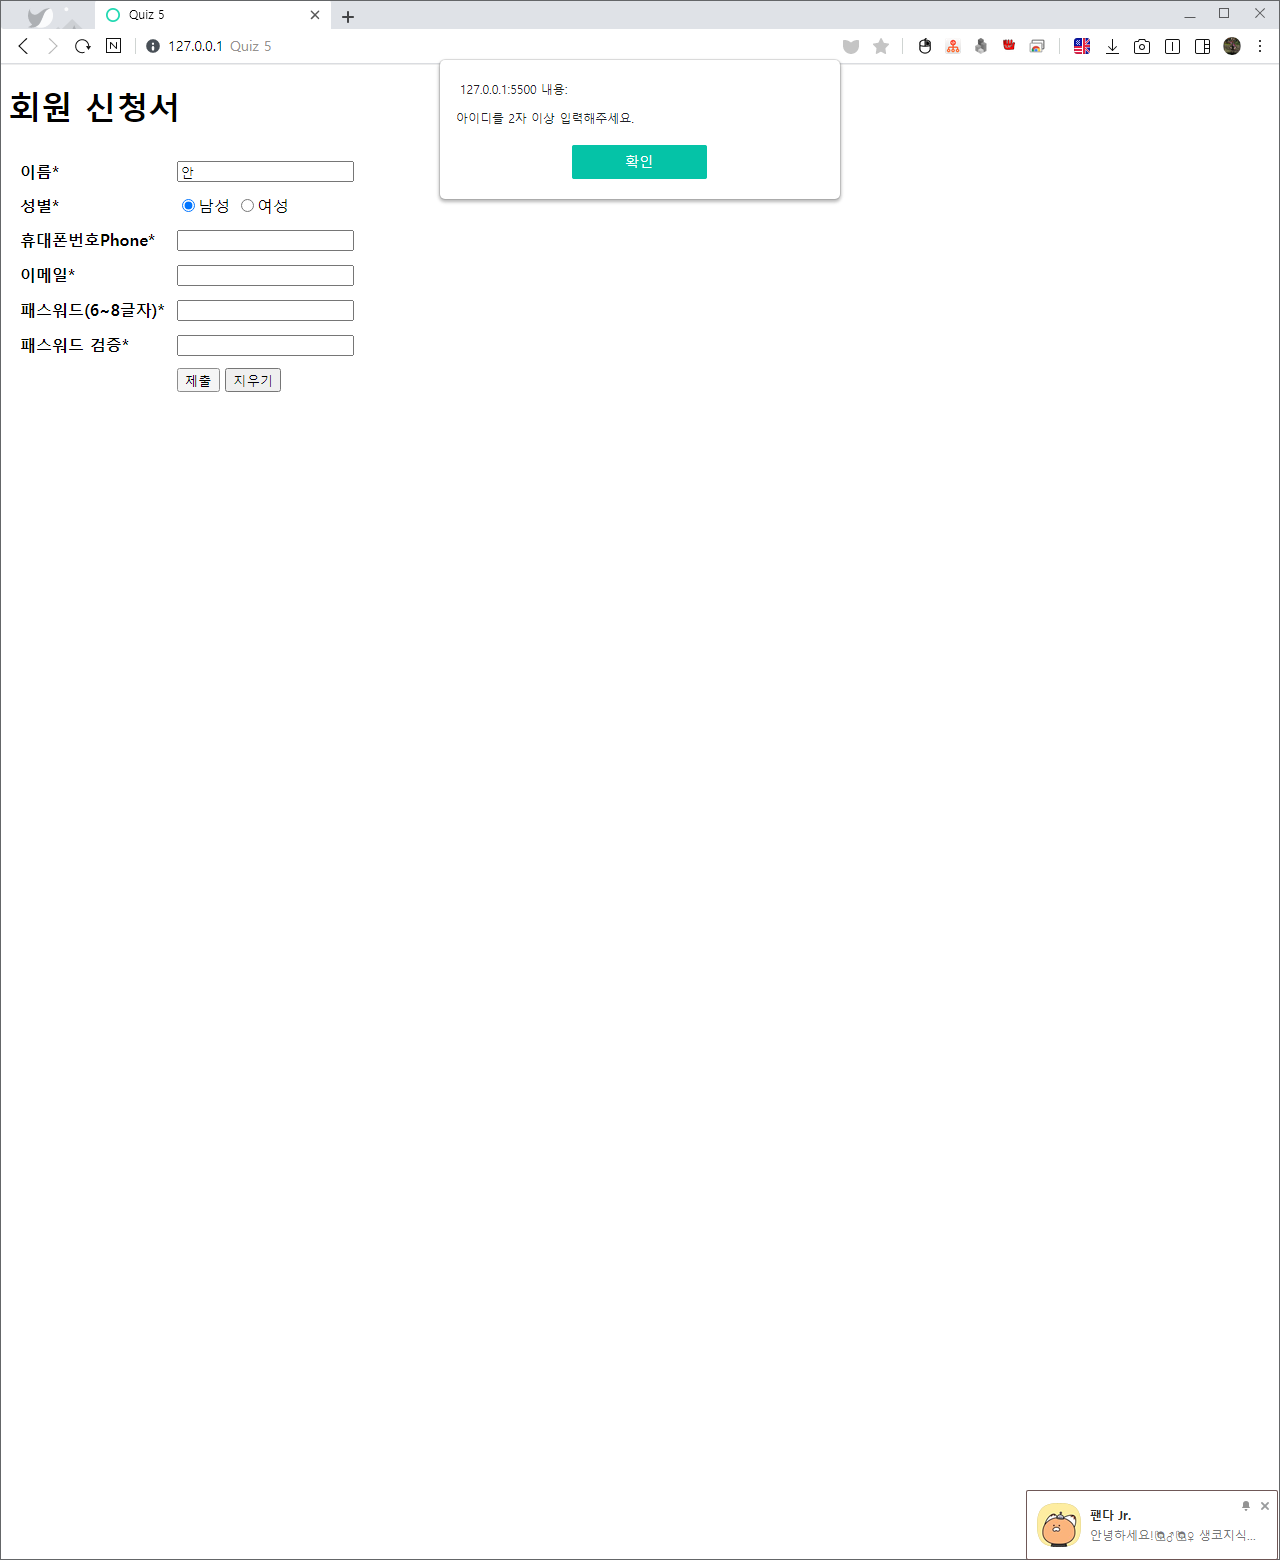 Quiz 5
127.0.0.1 Quiz 5
127.0.0.1:5500 내용:
아이디를 2자 이상 입력해주세요.
확인
회원 신청서
이름* 안
성별* 남성 여성
휴대폰번호Phone*
이메일*
패스워드(6~8글자)*
패스워드 검증*
제출 지우기
팬다 Jr.
안녕하세요! 생코지식...